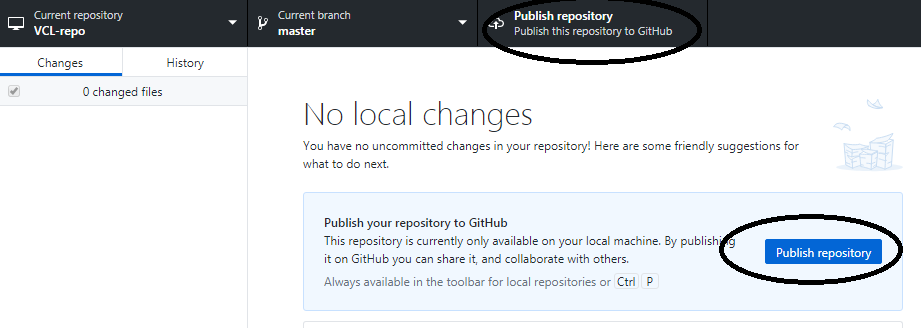 Current repository
VCL-repo
Current branch
master
Publish repository
Publish this repository to GitHub
Changes
History
0 changed files
No local changes
You have no uncommitted changes in your repository! Here are some friendly suggestions for
what to do next.
Publish your repository to GitHub
This repository is currently only available on your local machine. By publishing
it on GitHub you can share it, and collaborate with others.
Always available in the toolbar for local repositories or Ctrl P
Publish repository